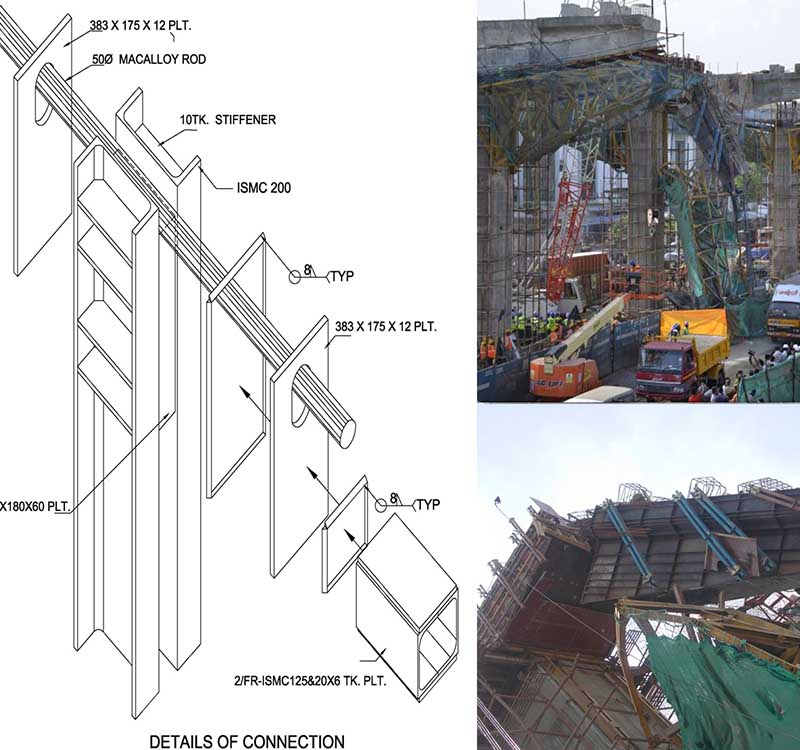 383 X 175 X 12 PLT.
50Ø MACALLOY ROD
10TK. STIFFENER
ISMC 200
8 TYP
383 X 175 X 12 PLT.
X180X60 PLT.
8 TYP
2/FR-ISMC125&20X6 TK. PLT.
DETAILS OF CONNECTION